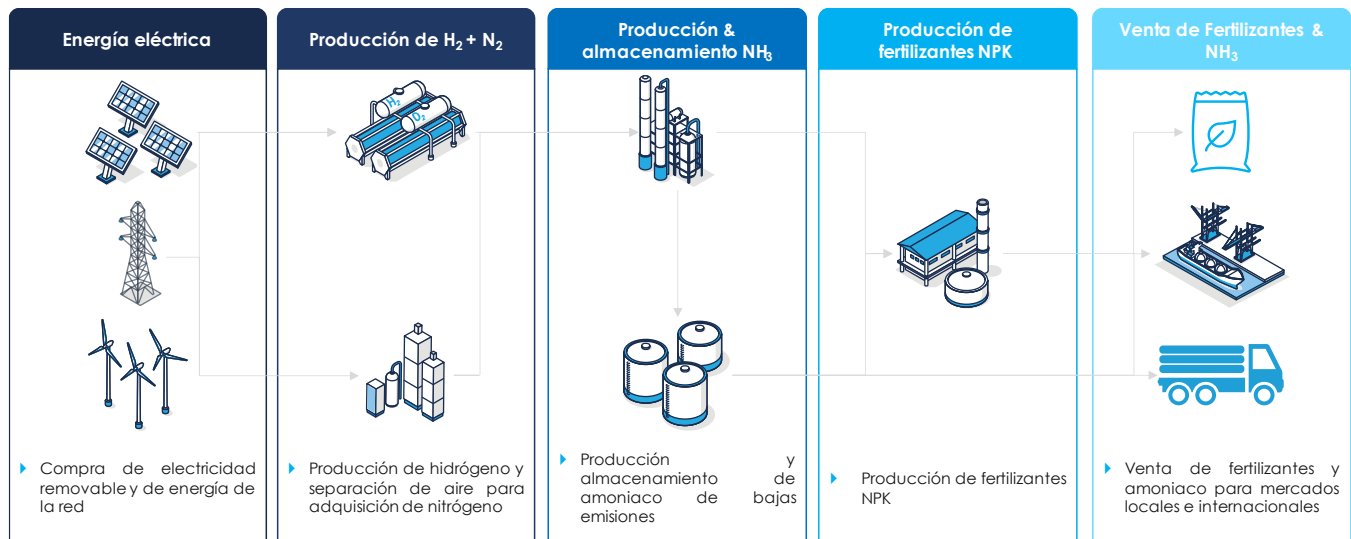 Energía eléctrica
Producción de H2 + N2
Producción &
almacenamiento NH3
Producción de
fertilizantes NPK
Venta de Fertilizantes &
NH3
H2
O2
Compra de electricidad
removable y de energía de
la red
Producción de hidrógeno y
separación de aire para
adquisición de nitrógeno
Producción y
almacenamiento de
amoniaco de bajas
emisiones
Producción de fertilizantes
NPK
Venta de fertilizantes y
amoniaco para mercados
locales e internacionales